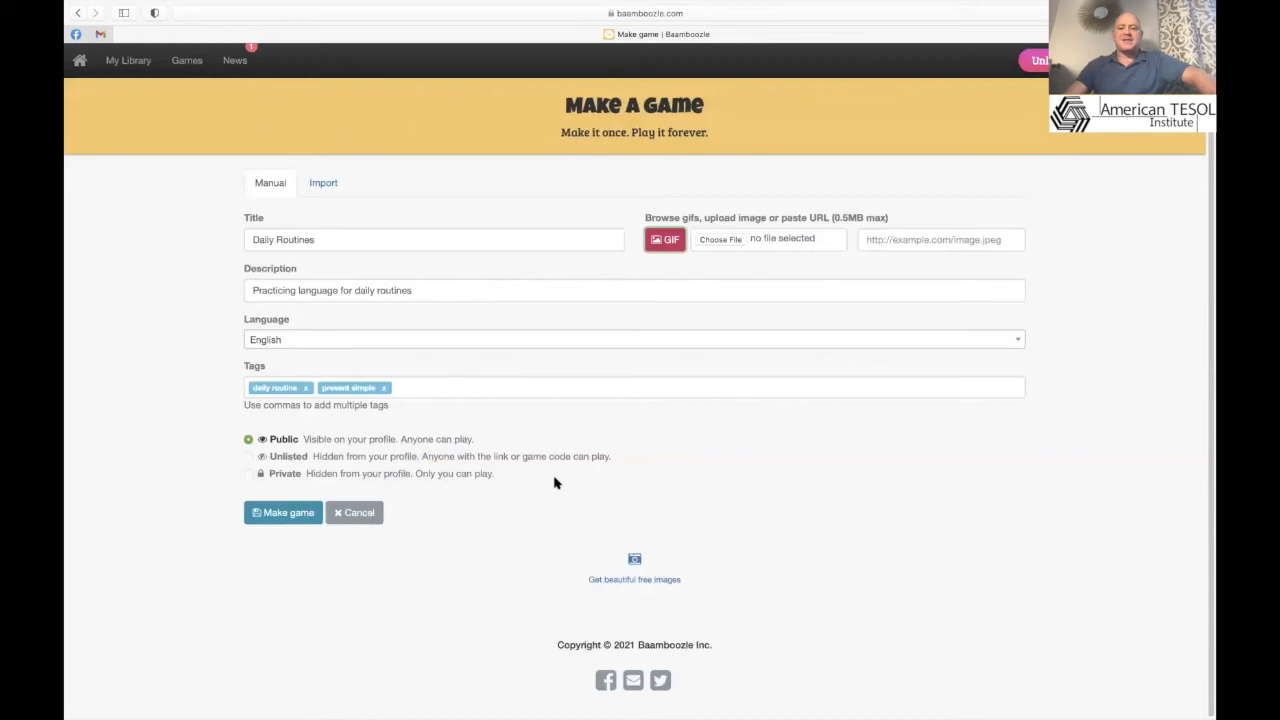 baamboozle.com
Make game | Baamboozle
My Library Games News 1
American TESOL
Institute
Make a Game
Make it once. Play it forever.
Manual Import
Title
Daily Routines
Browse gifs, upload image or paste URL (0.5MB max)
GIF Choose File no file selected http://example.com/image.jpeg
Description
Practicing language for daily routines
Language
English
Tags
daily routine x present simple x
Use commas to add multiple tags
Public Visible on your profile. Anyone can play.
Unlisted Hidden from your profile. Anyone with the link or game code can play.
Private Hidden from your profile. Only you can play.
Make game x Cancel
Get beautiful free images
Copyright © 2021 Baamboozle Inc.